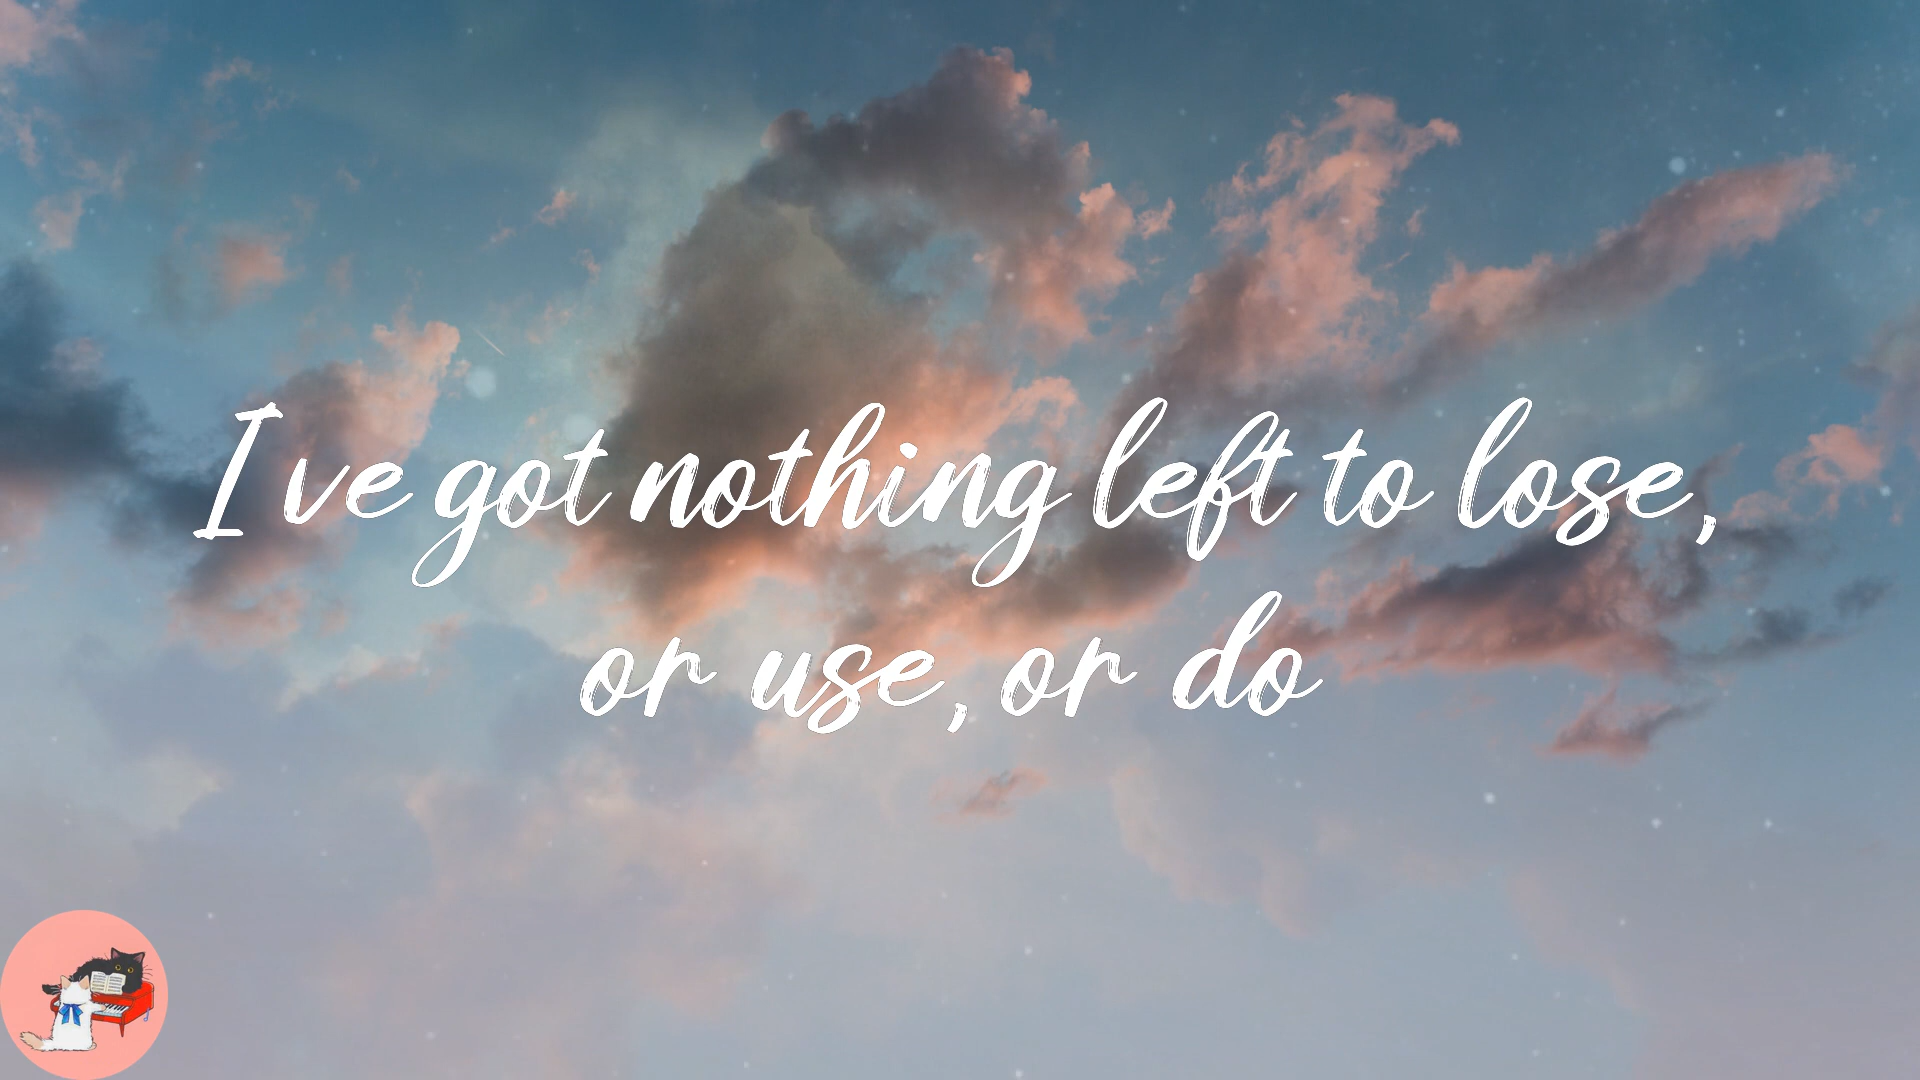 I ve got nothing left to lose,
or use, or do